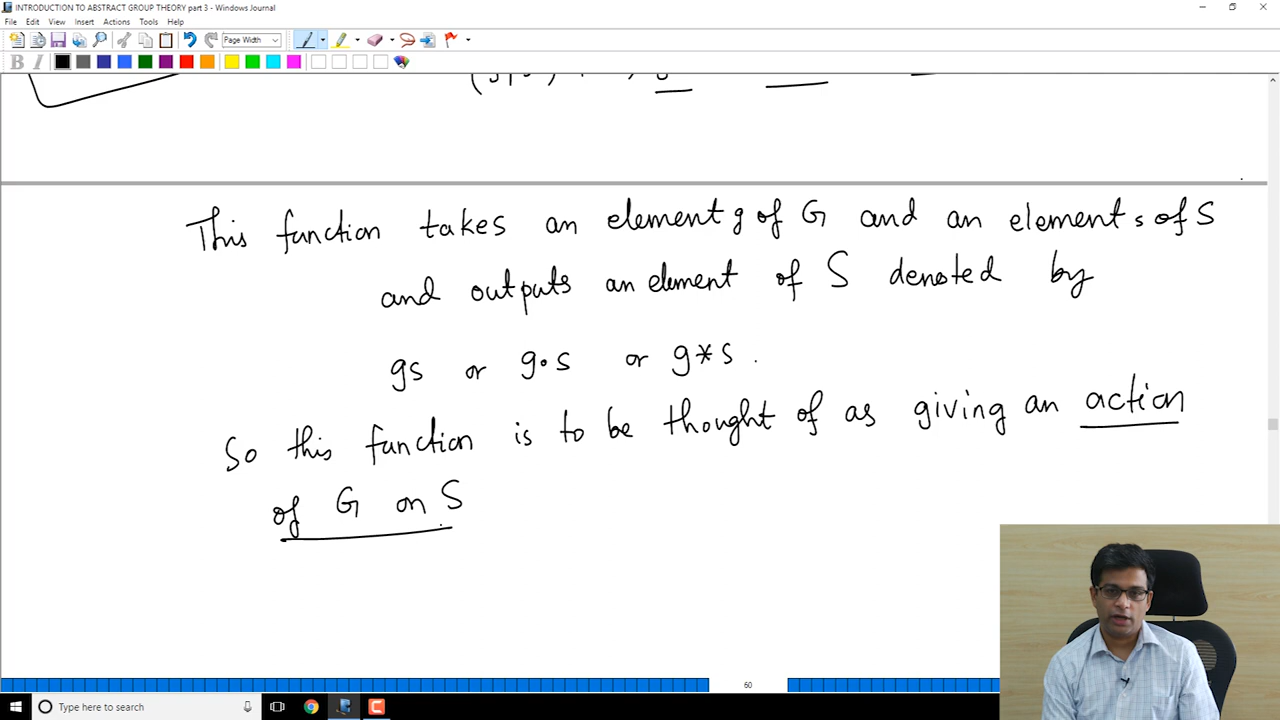 INTRODUCTION TO ABSTRACT GROUP THEORY part 3 - Windows Journal
File Edit View Insert Actions Tools Help
Page Width
B I
This function takes an element g of G and an element s of S
and outputs an element of S denoted by
gs or g•s or g*s .
So this function is to be thought of as giving an action
of G on S
60
Type here to search